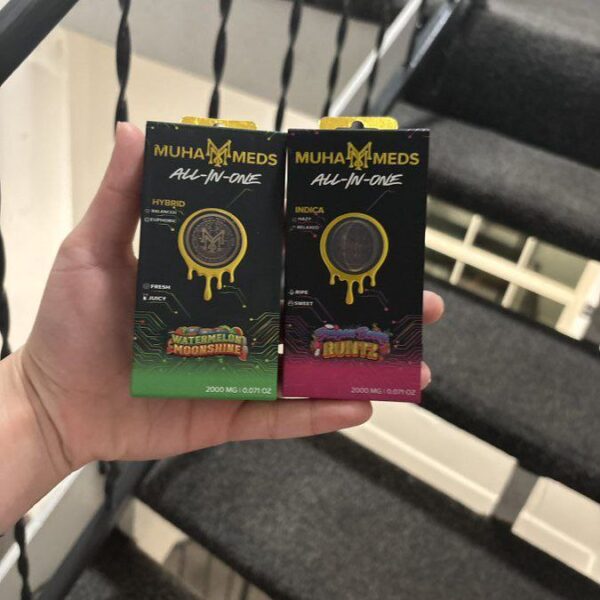 MUHA MEDS
ALL-IN-ONE
HYBRID
BALANCED
EUPHORIC
FRESH
JUICY
WATERMELON
MOONSHINE
2000 MG | 0.071 OZ
MUHA MEDS
ALL-IN-ONE
INDICA
HAZY
RELAXED
RIPE
SWEET
RUNTZ
2000 MG | 0.071 OZ